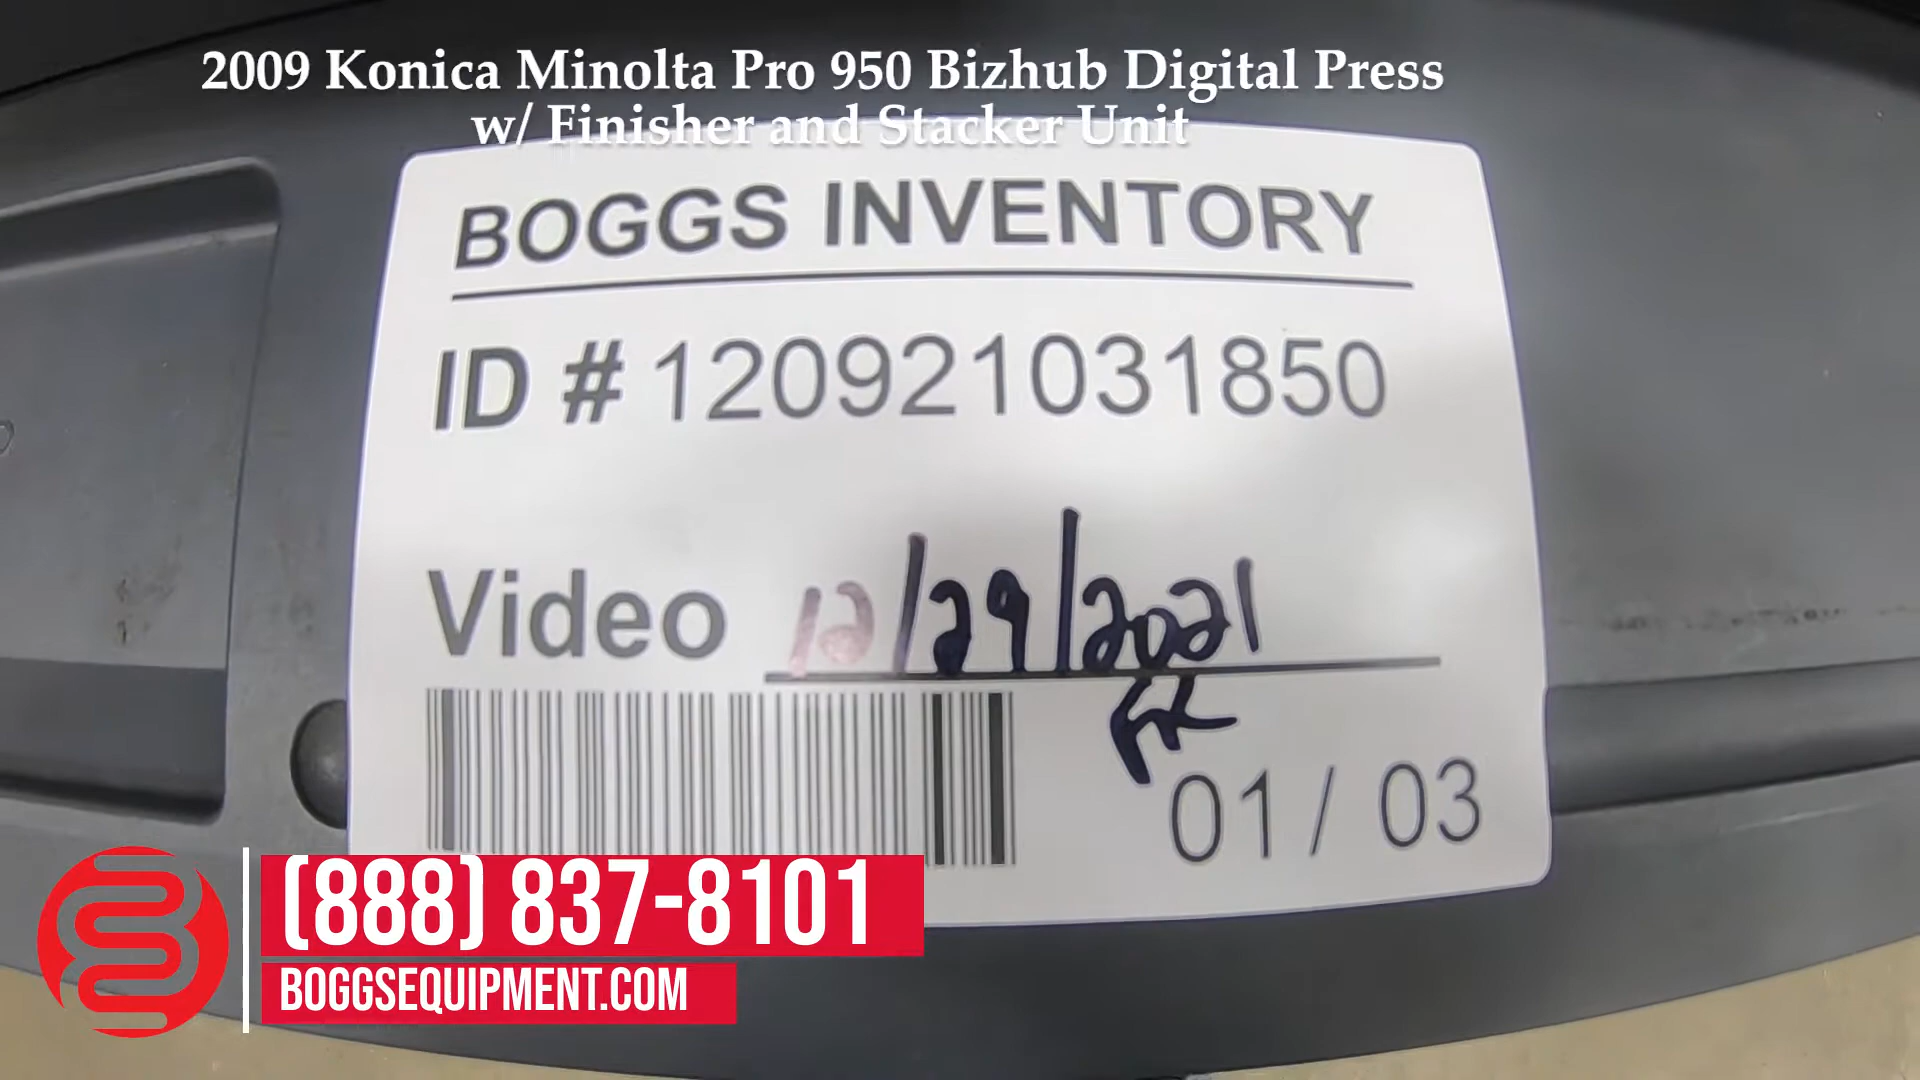 2009 Konica Minolta Pro 950 Bizhub Digital Press
w/ Finisher and Stacker Unit
BOGGS INVENTORY
ID # 120921031850
Video 12/29/2021
01 / 03
(888) 837-8101
BOGGSEQUIPMENT.COM